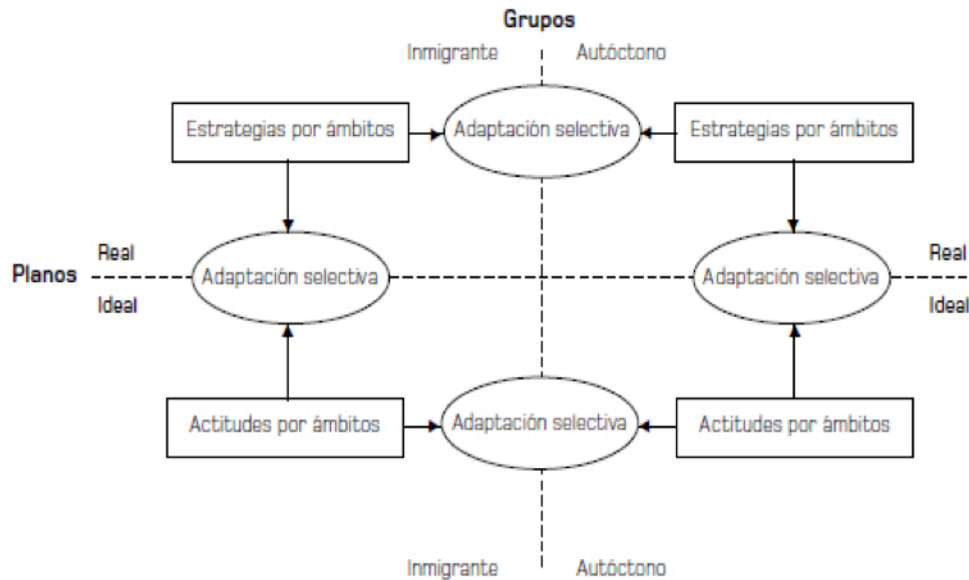 Grupos
Inmigrante Autóctono
Estrategias por ámbitos
Adaptación selectiva
Estrategias por ámbitos
Real
Real
Planos
Adaptación selectiva
Adaptación selectiva
Ideal
Ideal
Actitudes por ámbitos
Adaptación selectiva
Actitudes por ámbitos
Inmigrante Autóctono